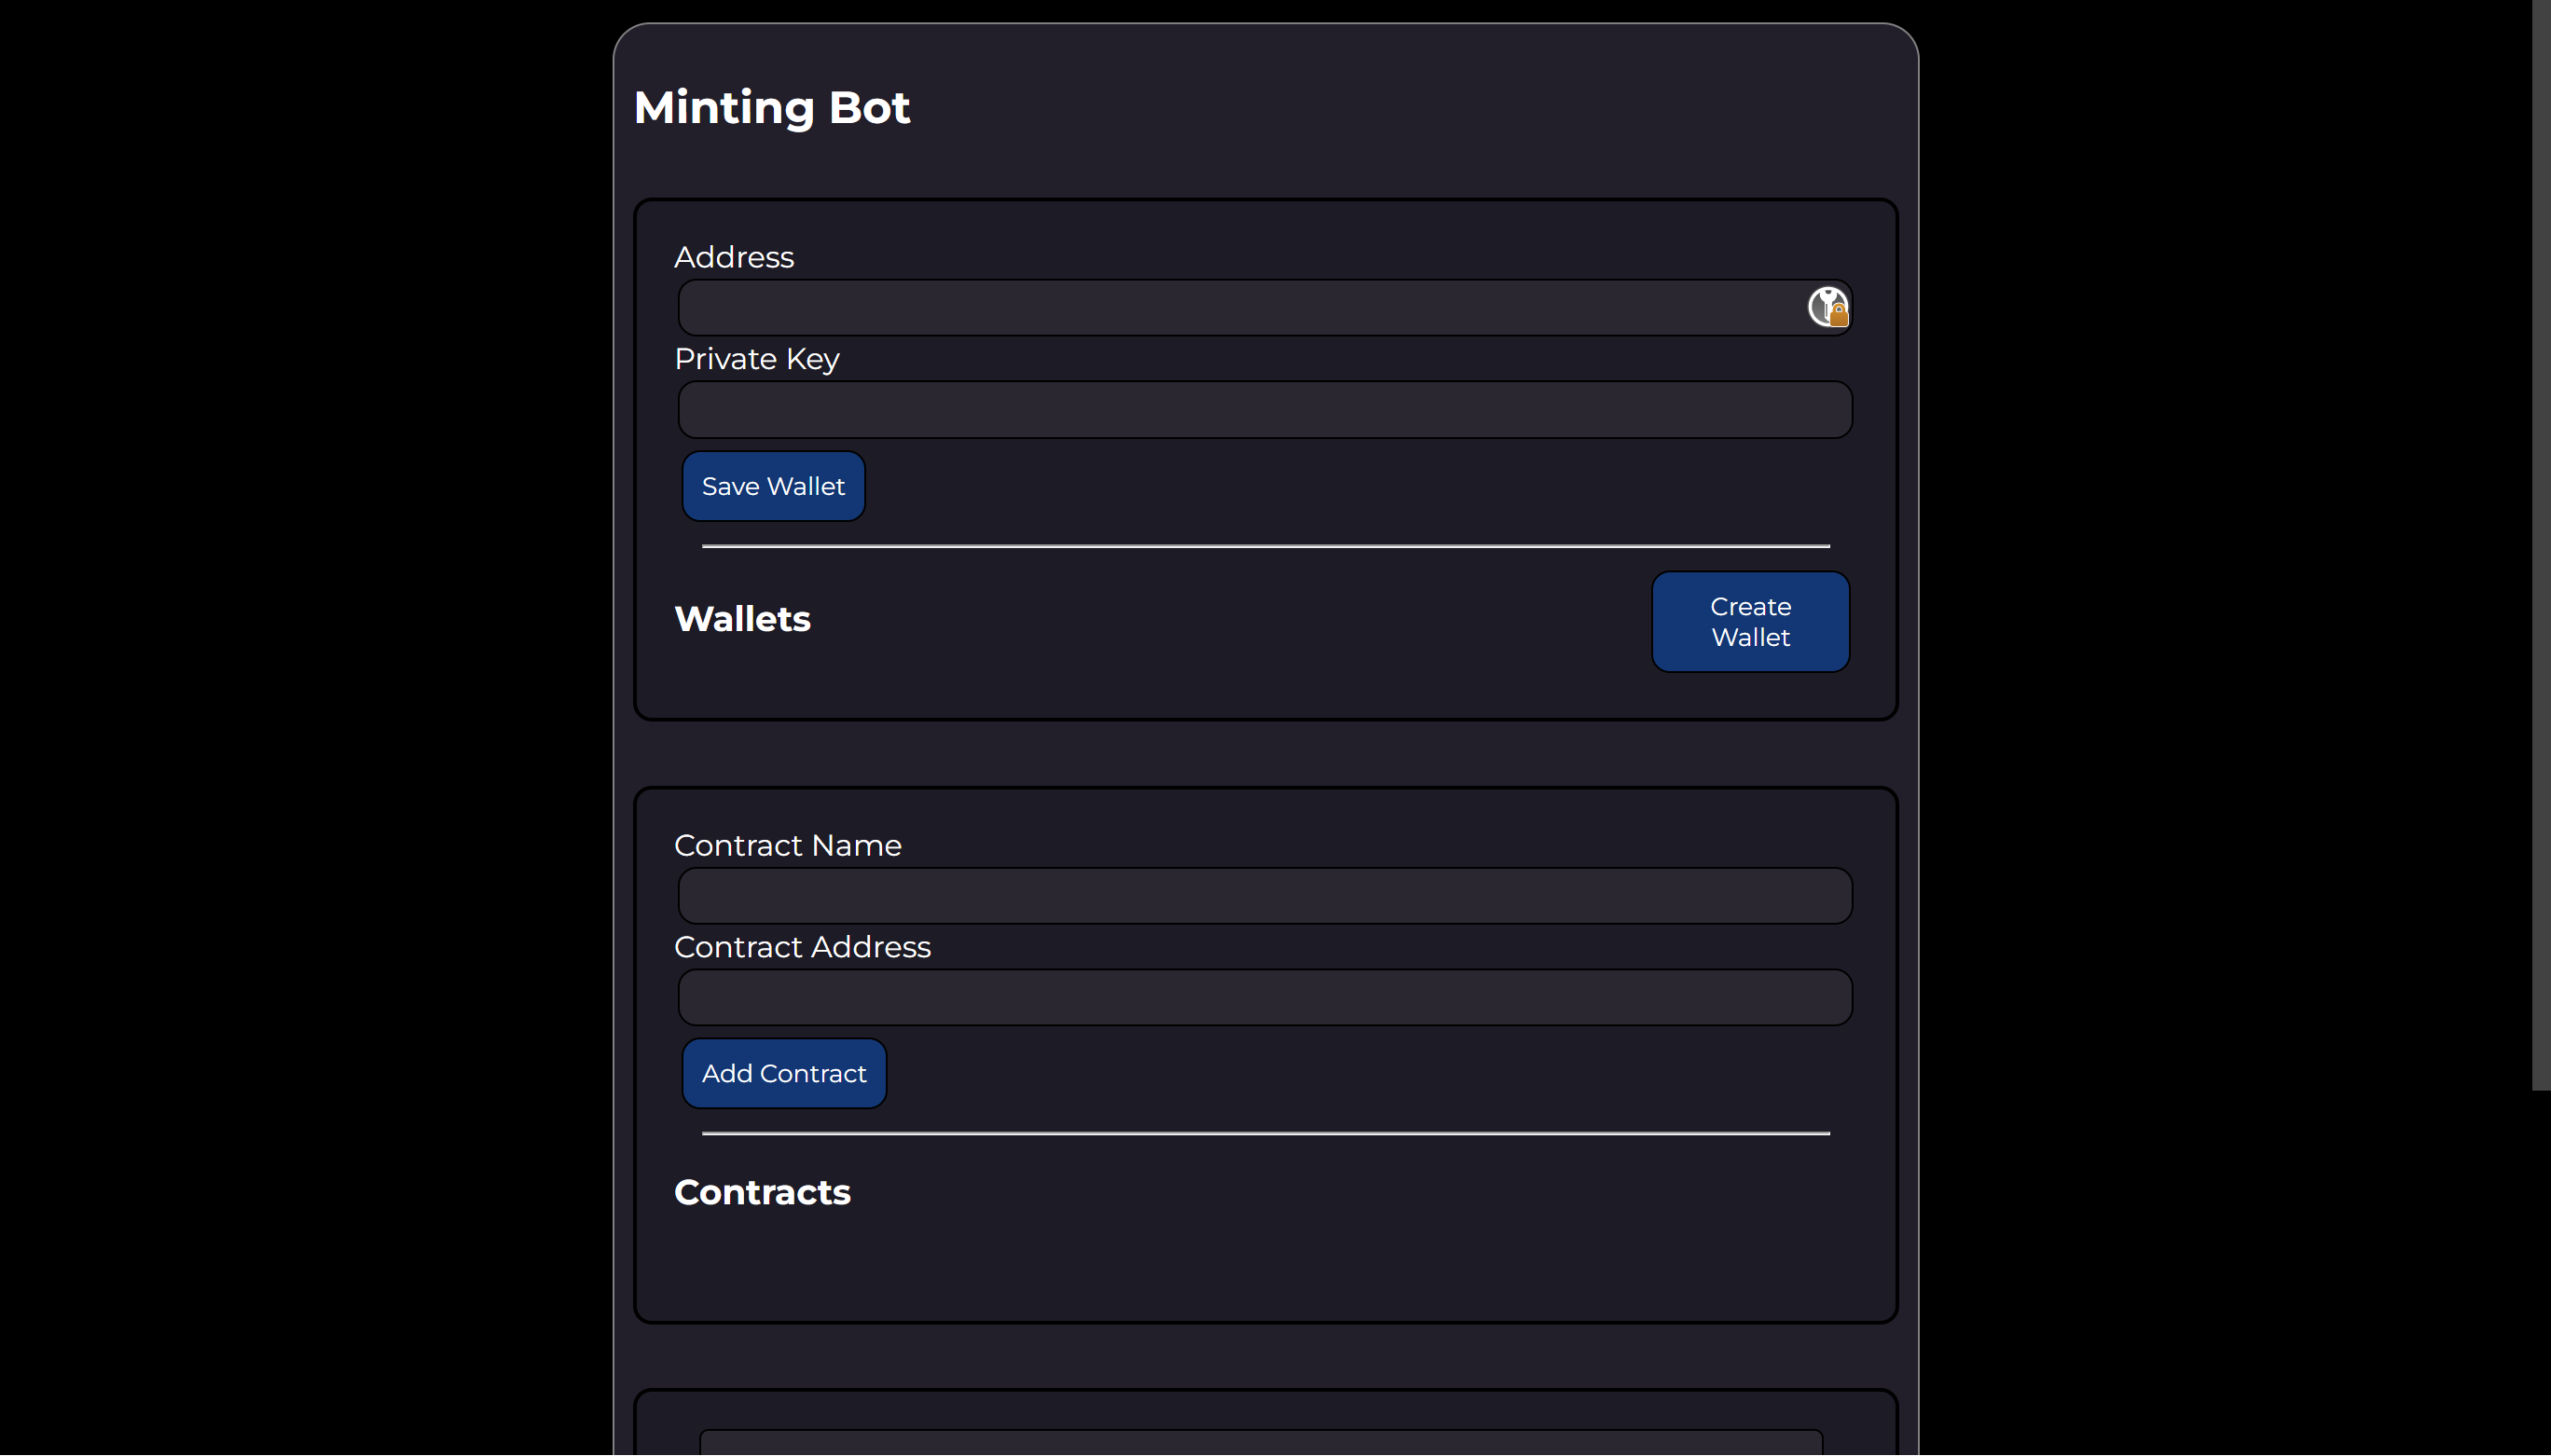 Minting Bot
Address
Private Key
Save Wallet
Wallets
Create
Wallet
Contract Name
Contract Address
Add Contract
Contracts